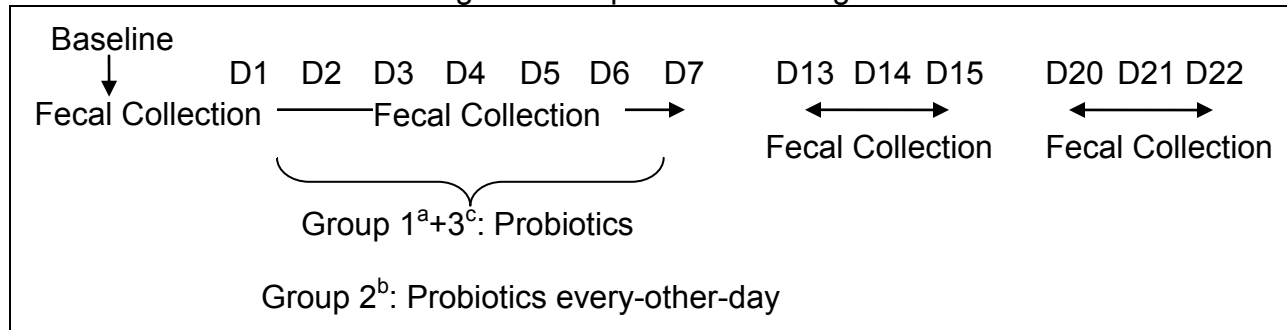 Baseline
D1 D2 D3 D4 D5 D6 D7 D13 D14 D15 D20 D21 D22
Fecal Collection Fecal Collection
Fecal Collection Fecal Collection
Group 1ᵃ+3ᶜ: Probiotics
Group 2ᵇ: Probiotics every-other-day